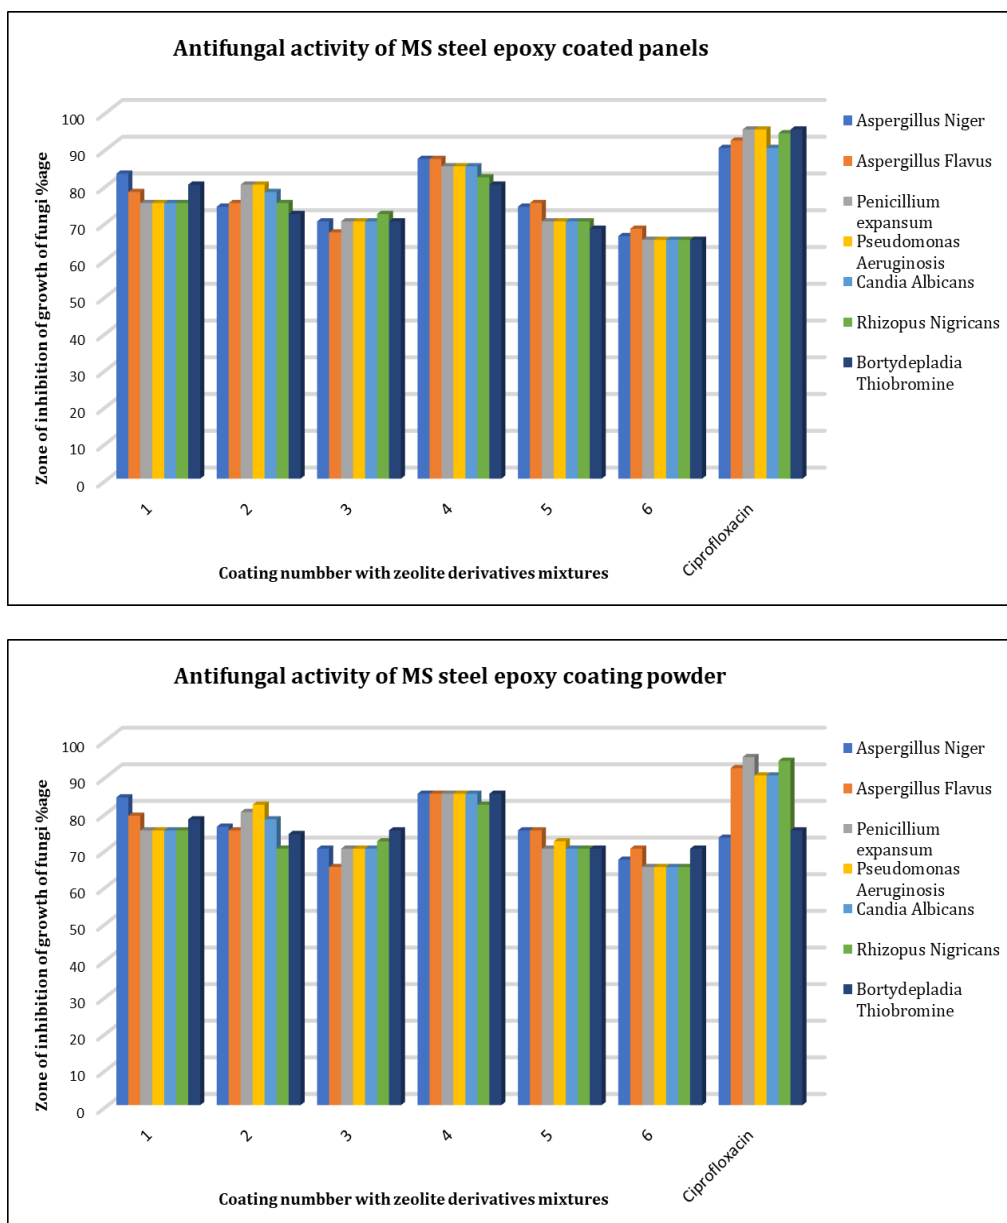 Antifungal activity of MS steel epoxy coated panels
Zone of inhibition of growth of fungi %age
100
90
80
70
60
50
40
30
20
10
0
1
2
3
4
5
6
Ciprofloxacin
Coating numbber with zeolite derivatives mixtures
Aspergillus Niger
Aspergillus Flavus
Penicillium
expansum
Pseudomonas
Aeruginosis
Candia Albicans
Rhizopus Nigricans
Bortydepladia
Thiobromine
Antifungal activity of MS steel epoxy coating powder
Zone of inhibition of growth of fungi %age
100
90
80
70
60
50
40
30
20
10
0
1
2
3
4
5
6
Ciprofloxacin
Coating numbber with zeolite derivatives mixtures
Aspergillus Niger
Aspergillus Flavus
Penicillium
expansum
Pseudomonas
Aeruginosis
Candia Albicans
Rhizopus Nigricans
Bortydepladia
Thiobromine